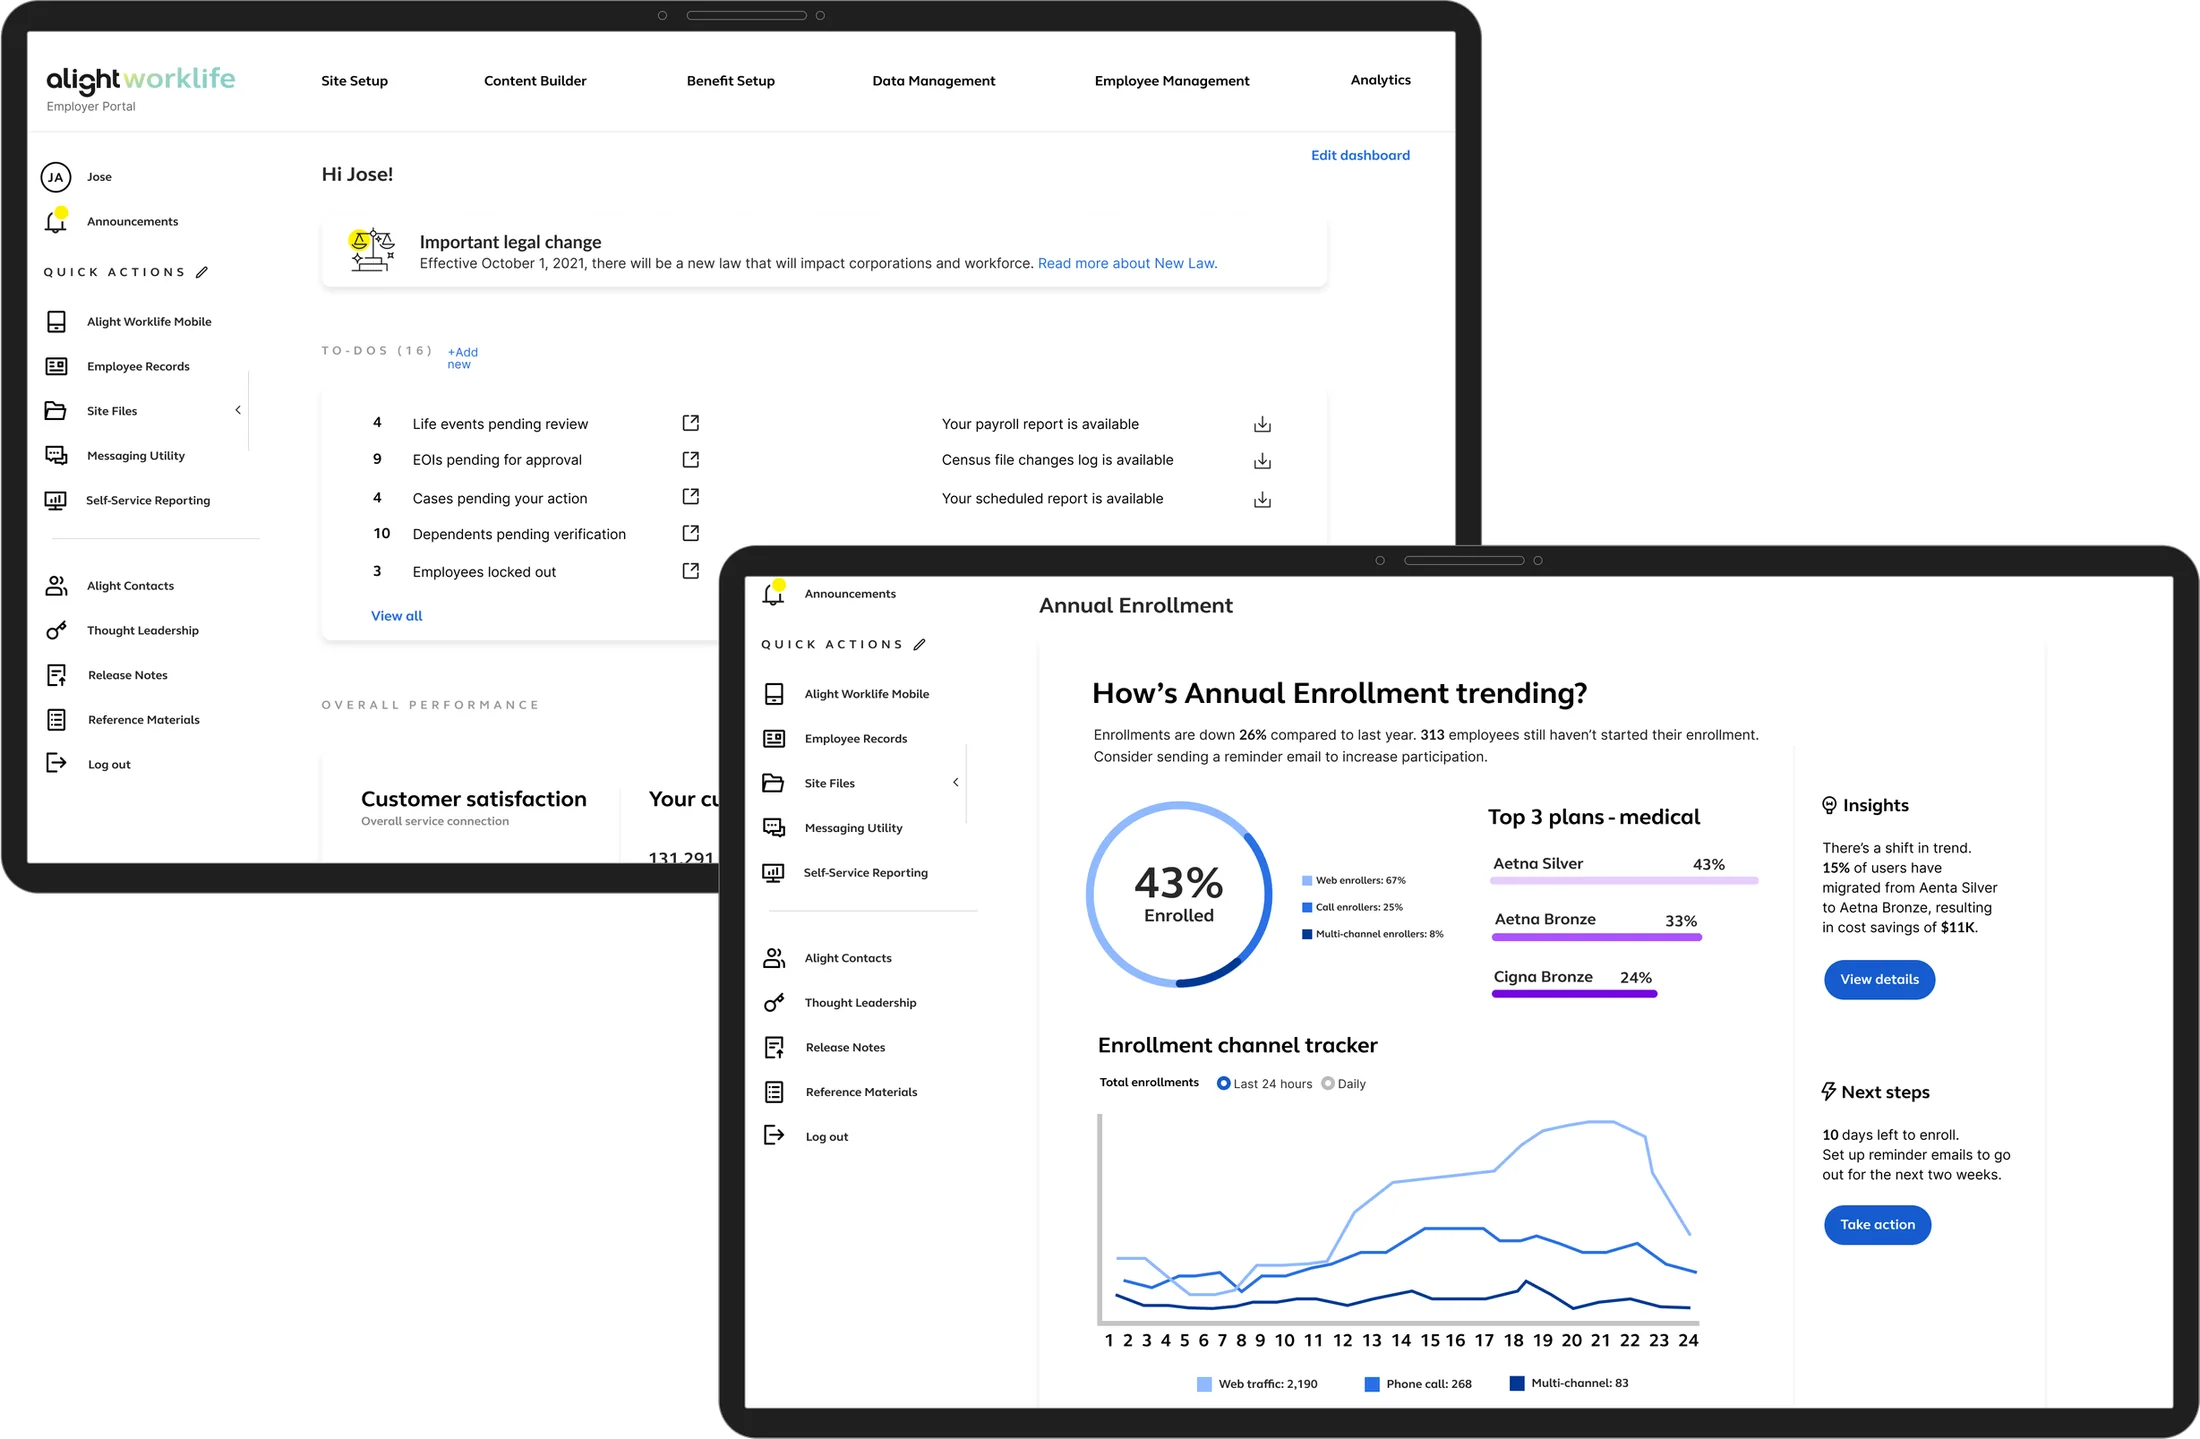 alight worklife
Employer Portal
Site Setup
Content Builder
Benefit Setup
Data Management
Employee Management
Analytics
JA
Jose
Announcements
QUICK ACTIONS
Alight Worklife Mobile
Employee Records
Site Files
Messaging Utility
Self-Service Reporting
Alight Contacts
Thought Leadership
Release Notes
Reference Materials
Log out
Edit dashboard
Hi Jose!
Important legal change
Effective October 1, 2021, there will be a new law that will impact corporations and workforce. Read more about New Law.
TO-DOS (16)
+Add
new
4 Life events pending review
9 EOIs pending for approval
4 Cases pending your action
10 Dependents pending verification
3 Employees locked out
View all
Your payroll report is available
Census file changes log is available
Your scheduled report is available
OVERALL PERFORMANCE
Customer satisfaction
Overall service connection
Your cu
131,291
Announcements
QUICK ACTIONS
Alight Worklife Mobile
Employee Records
Site Files
Messaging Utility
Self-Service Reporting
Alight Contacts
Thought Leadership
Release Notes
Reference Materials
Log out
Annual Enrollment
How’s Annual Enrollment trending?
Enrollments are down 26% compared to last year. 313 employees still haven’t started their enrollment.
Consider sending a reminder email to increase participation.
43%
Enrolled
Web enrollers: 67%
Call enrollers: 25%
Multi-channel enrollers: 8%
Top 3 plans - medical
Aetna Silver 43%
Aetna Bronze 33%
Cigna Bronze 24%
Enrollment channel tracker
Total enrollments Last 24 hours Daily
1 2 3 4 5 6 7 8 9 10 11 12 13 14 15 16 17 18 19 20 21 22 23 24
Web traffic: 2,190 Phone call: 268 Multi-channel: 83
Insights
There’s a shift in trend.
15% of users have
migrated from Aenta Silver
to Aetna Bronze, resulting
in cost savings of $11K.
View details
Next steps
10 days left to enroll.
Set up reminder emails to go
out for the next two weeks.
Take action